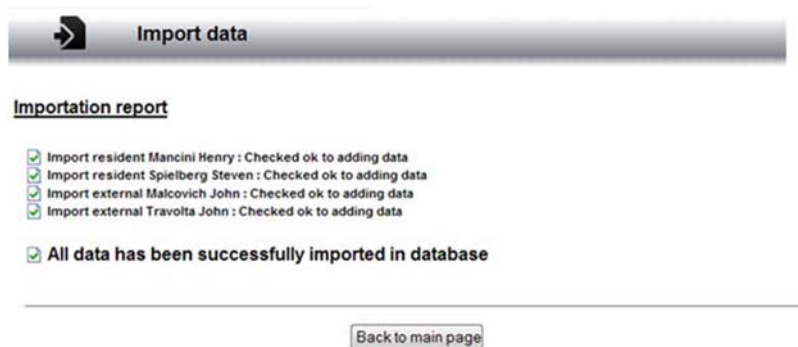 Import data
Importation report
Import resident Mancini Henry : Checked ok to adding data
Import resident Spielberg Steven : Checked ok to adding data
Import external Malcovich John : Checked ok to adding data
Import external Travolta John : Checked ok to adding data
All data has been successfully imported in database
Back to main page